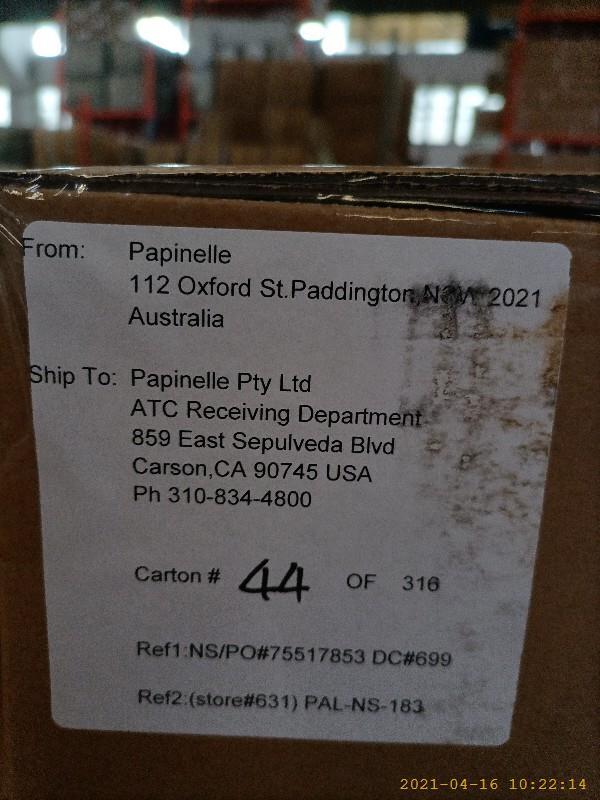 From: Papinelle
112 Oxford St.Paddington,NSW 2021
Australia
Ship To: Papinelle Pty Ltd
ATC Receiving Department
859 East Sepulveda Blvd
Carson,CA 90745 USA
Ph 310-834-4800
Carton # 44 OF 316
Ref1:NS/PO#75517853 DC#699
Ref2:(store#631) PAL-NS-183
2021-04-16 10:22:14